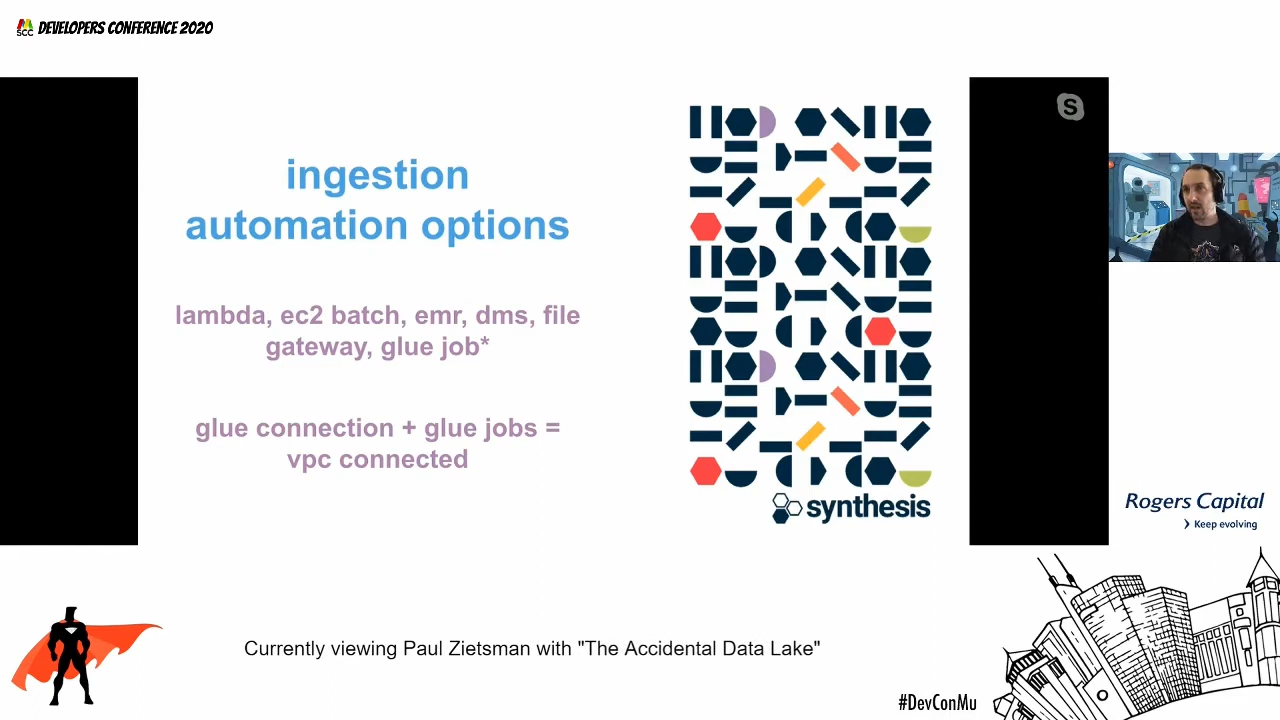 SCC DEVELOPERS CONFERENCE 2020
S
ingestion
automation options
lambda, ec2 batch, emr, dms, file
gateway, glue job*
glue connection + glue jobs =
vpc connected
synthesis
Rogers Capital
Keep evolving
Currently viewing Paul Zietsman with "The Accidental Data Lake"
#DevConMu